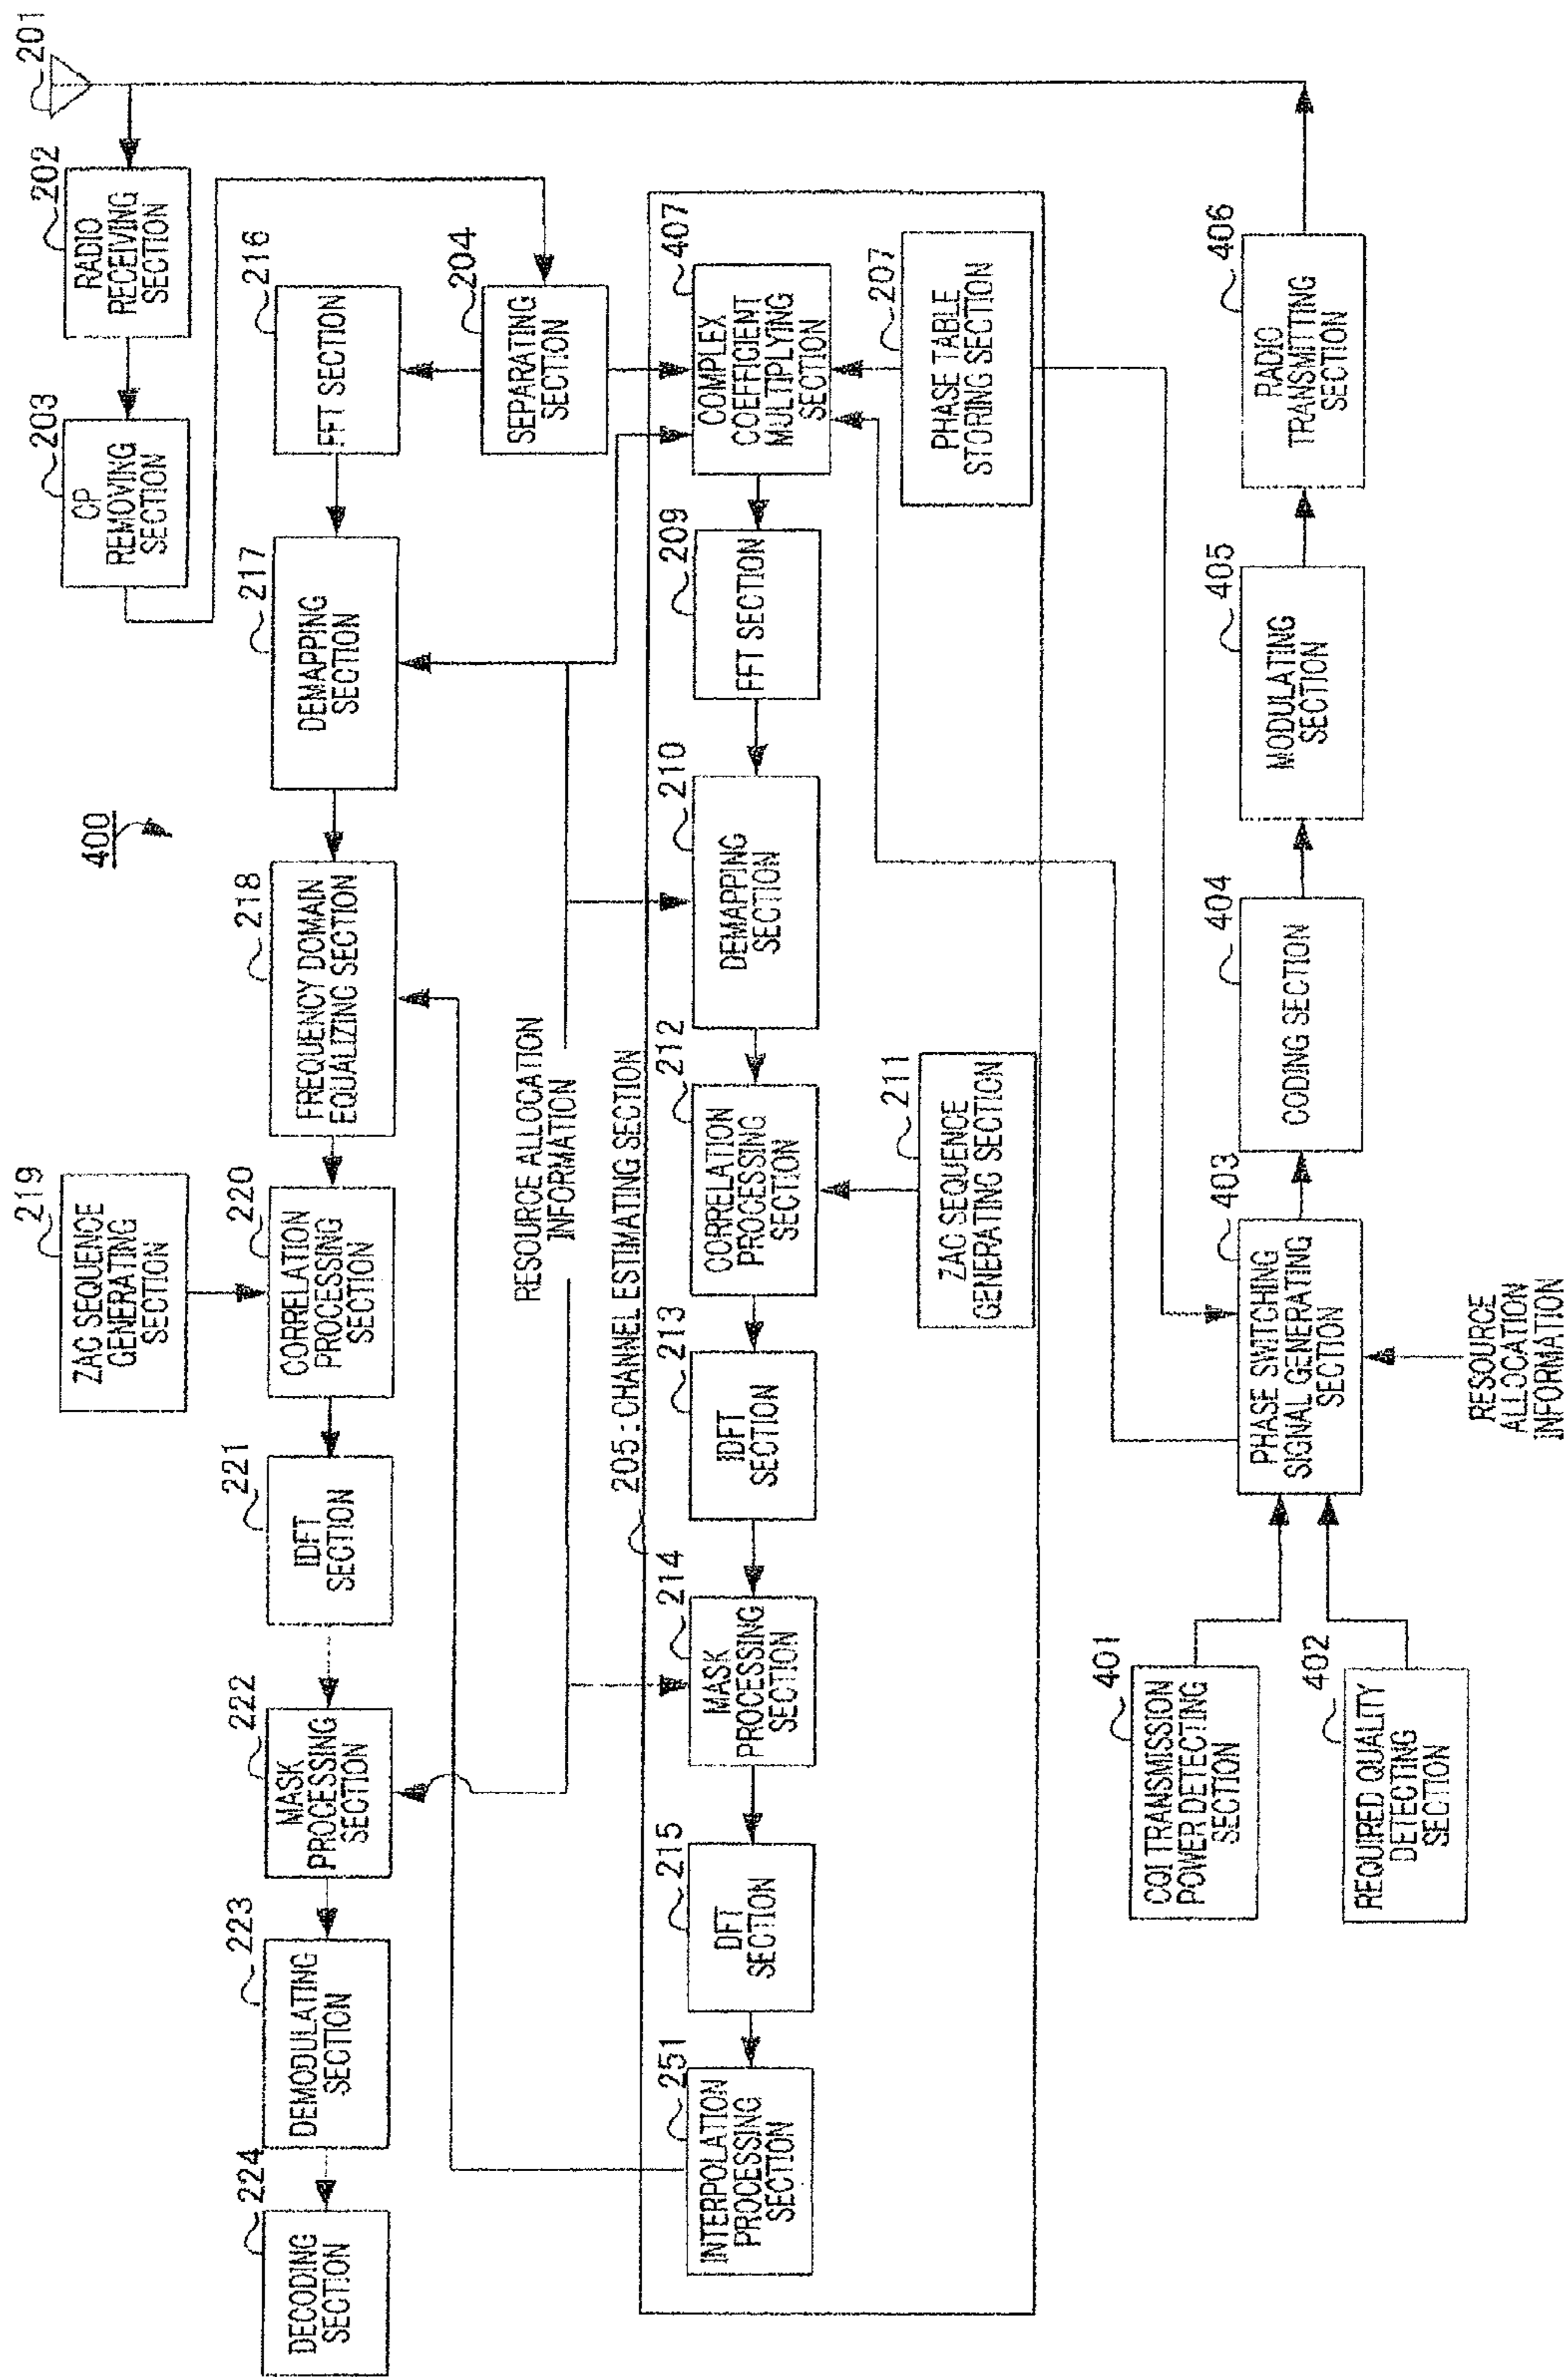 400
201
202
RADIO
RECEIVING
SECTION
203
CP
REMOVING
SECTION
216
FFT SECTION
204
SEPARATING
SECTION
217
DEMAPPING
SECTION
218
FREQUENCY DOMAIN
EQUALIZING SECTION
219
ZAC SEQUENCE
GENERATING
SECTION
220
CORRELATION
PROCESSING
SECTION
221
IDFT
SECTION
222
MASK
PROCESSING
SECTION
223
DEMODULATING
SECTION
224
DECODING
SECTION
RESOURCE ALLOCATION
INFORMATION
205 : CHANNEL ESTIMATING SECTION
407
COMPLEX
COEFFICIENT
MULTIPLYING
SECTION
207
PHASE TABLE
STORING SECTION
209
FFT SECTION
210
DEMAPPING
SECTION
212
CORRELATION
PROCESSING
SECTION
211
ZAC SEQUENCE
GENERATING SECTION
213
IDFT
SECTION
214
MASK
PROCESSING
SECTION
215
DFT
SECTION
251
INTERPOLATION
PROCESSING
SECTION
401
CQI TRANSMISSION
POWER DETECTING
SECTION
402
REQUIRED QUALITY
DETECTING
SECTION
403
PHASE SWITCHING
SIGNAL GENERATING
SECTION
RESOURCE
ALLOCATION
INFORMATION
404
CODING SECTION
405
MODULATING
SECTION
406
RADIO
TRANSMITTING
SECTION